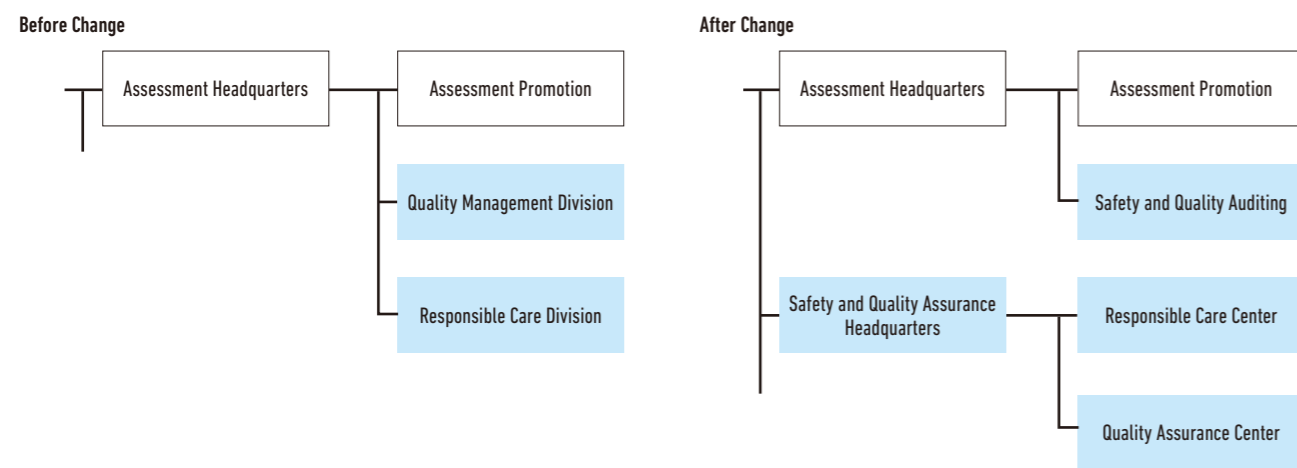 Before Change
Assessment Headquarters
Assessment Promotion
Quality Management Division
Responsible Care Division
After Change
Assessment Headquarters
Assessment Promotion
Safety and Quality Auditing
Safety and Quality Assurance
Headquarters
Responsible Care Center
Quality Assurance Center